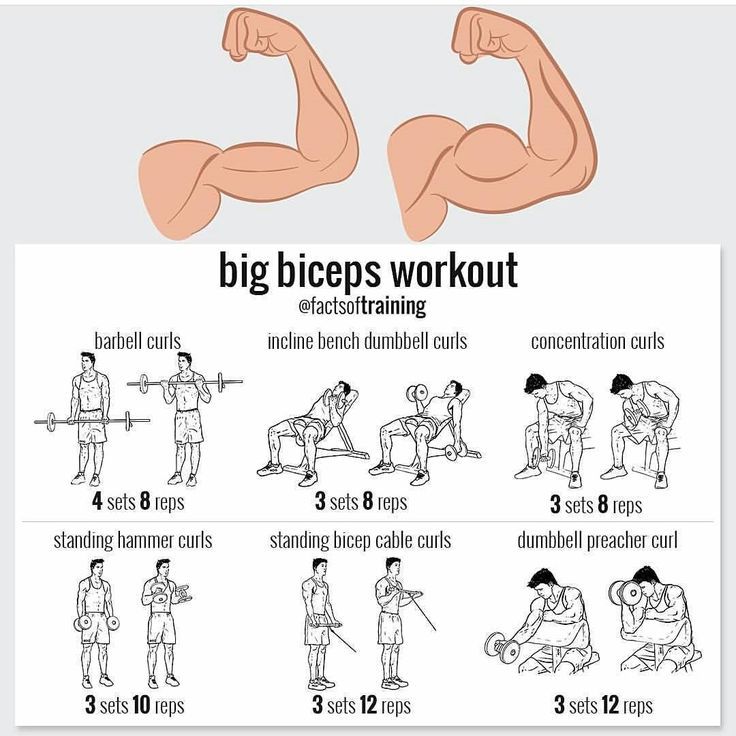 big biceps workout
@factsoftraining
barbell curls
incline bench dumbbell curls
concentration curls
4 sets 8 reps
3 sets 8 reps
3 sets 8 reps
standing hammer curls
standing bicep cable curls
dumbbell preacher curl
3 sets 10 reps
3 sets 12 reps
3 sets 12 reps